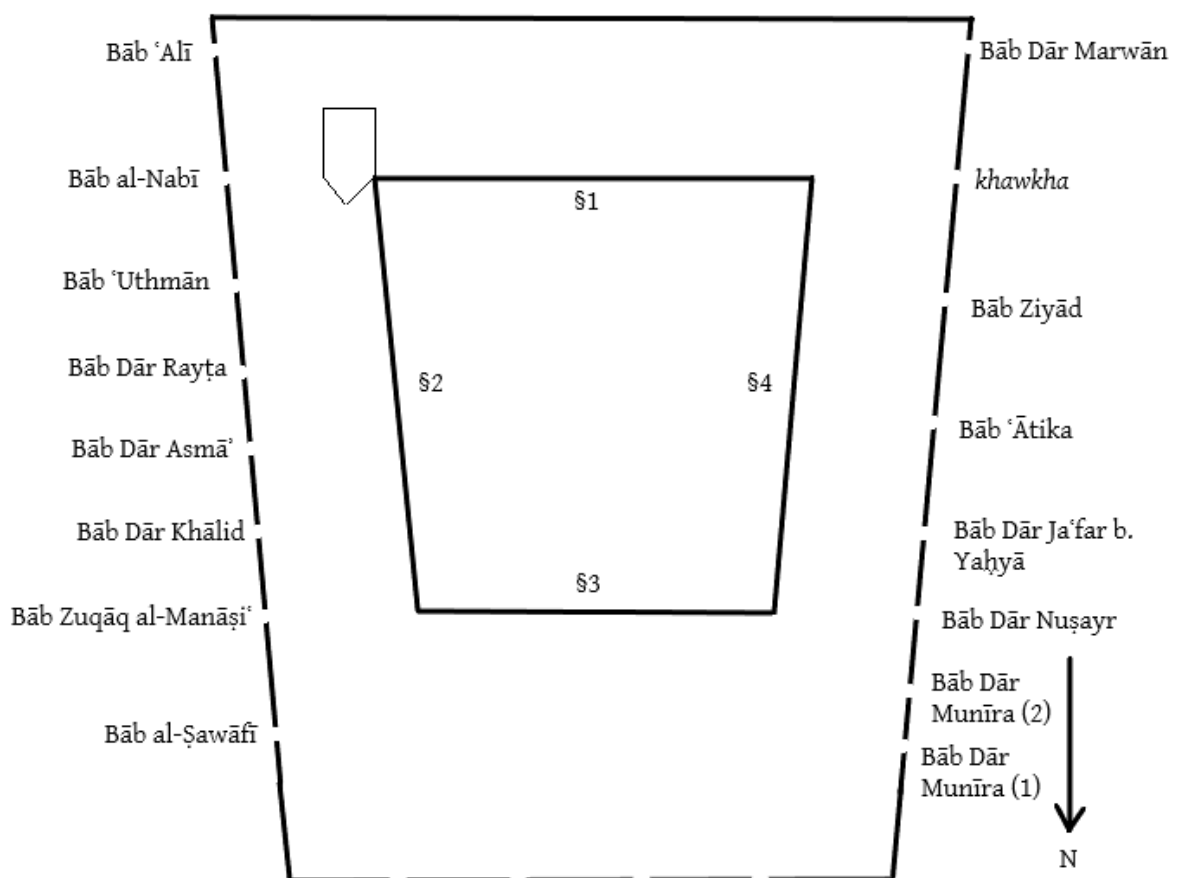 Bāb ʿAlī
Bāb al-Nabī
Bāb ʿUthmān
Bāb Dār Rayṭa
Bāb Dār Asmāʾ
Bāb Dār Khālid
Bāb Zuqāq al-Manāṣiʿ
Bāb al-Ṣawāfī
§1
§2
§4
§3
Bāb Dār Marwān
khawkha
Bāb Ziyād
Bāb ʿĀtika
Bāb Dār Jaʿfar b.
Yaḥyā
Bāb Dār Nuṣayr
Bāb Dār
Munīra (2)
Bāb Dār
Munīra (1)
N